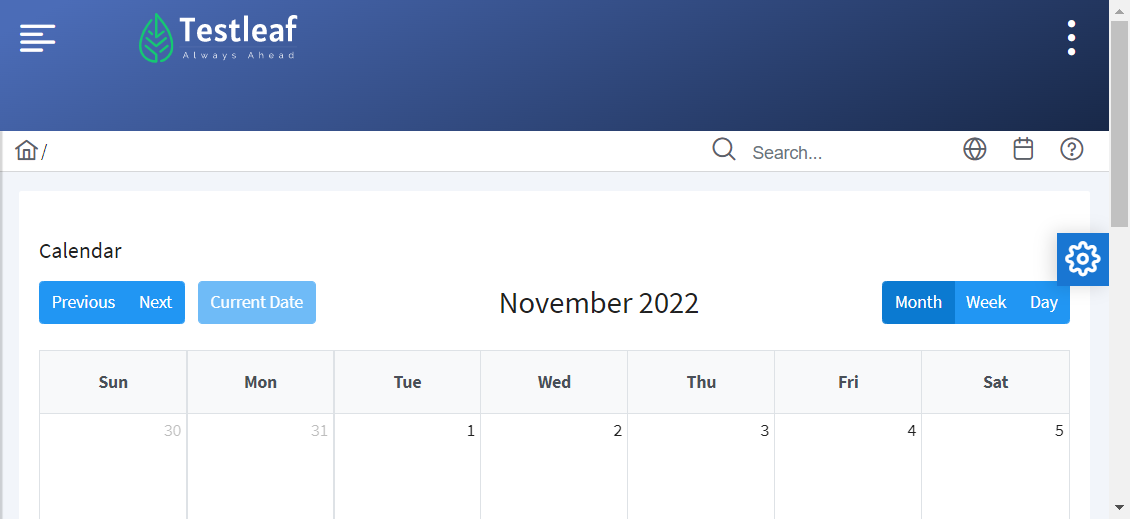 Testleaf
Always Ahead
/
Search...
Calendar
Previous Next Current Date November 2022 Month Week Day
Sun Mon Tue Wed Thu Fri Sat
30 31 1 2 3 4 5